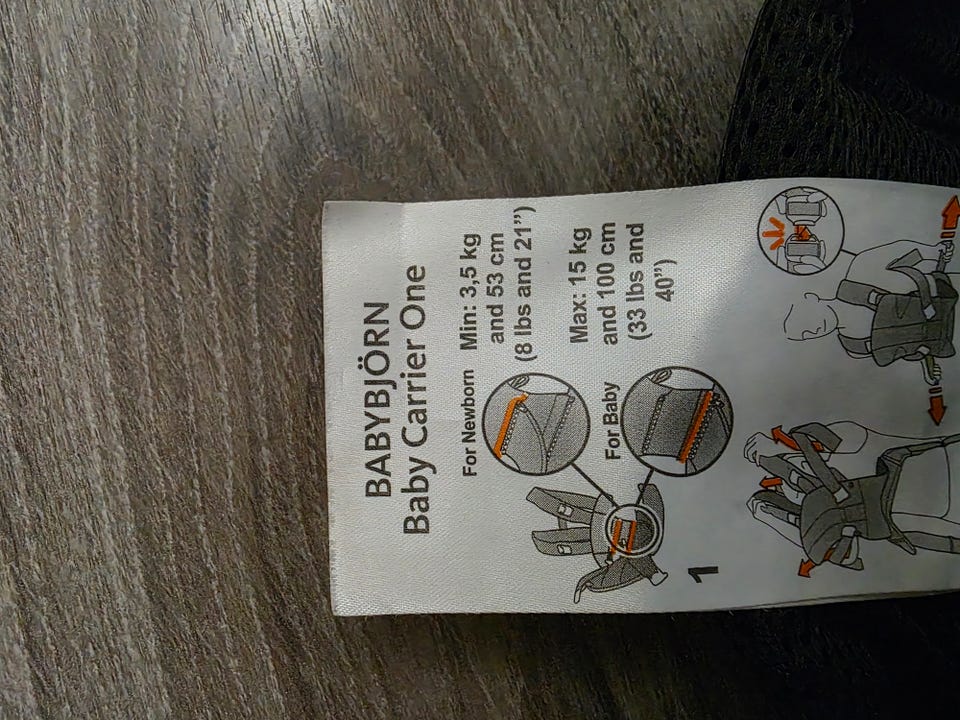 BABYBJÖRN
Baby Carrier One
For Newborn
Min: 3,5 kg
and 53 cm
(8 lbs and 21”)
For Baby
Max: 15 kg
and 100 cm
(33 lbs and
40”)
1